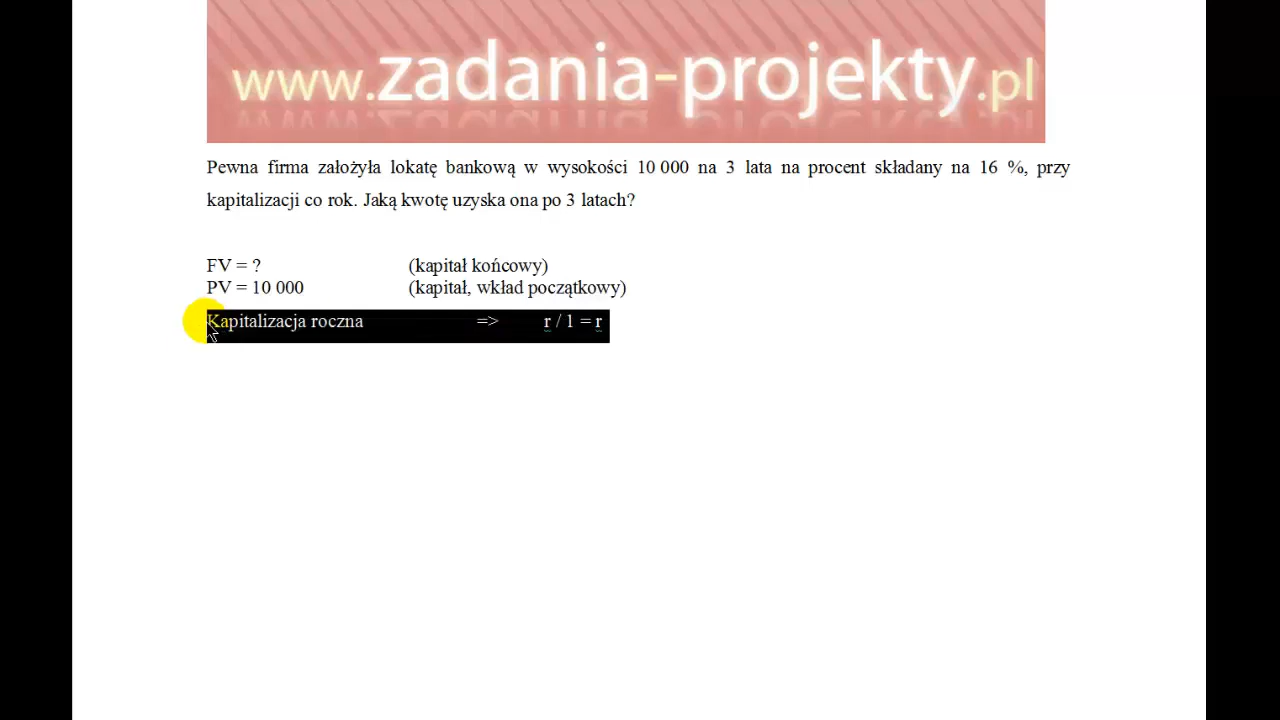 www.zadania-projekty.pl
Pewna firma założyła lokatę bankową w wysokości 10 000 na 3 lata na procent składany na 16 %, przy
kapitalizacji co rok. Jaką kwotę uzyska ona po 3 latach?
FV = ? (kapitał końcowy)
PV = 10 000 (kapitał, wkład początkowy)
Kapitalizacja roczna => r / 1 = r